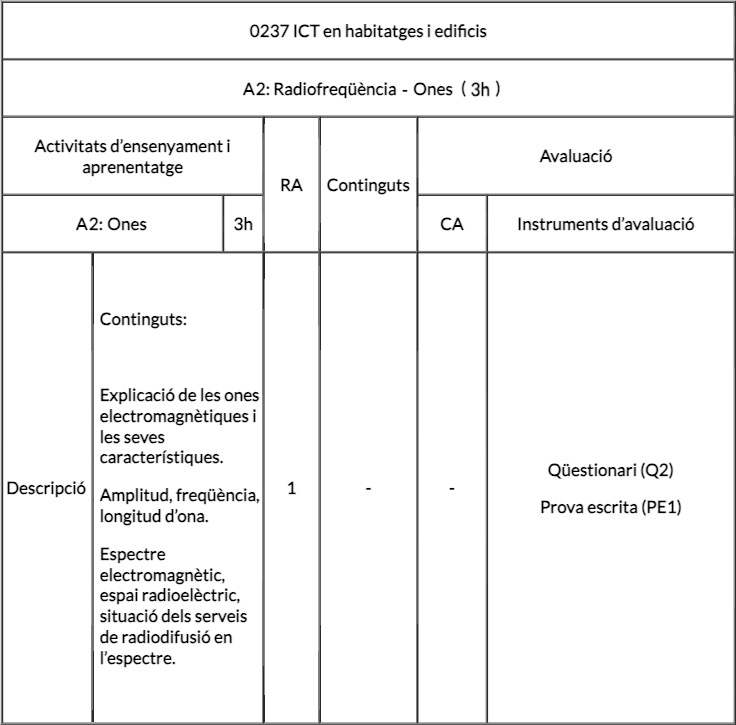 0237 ICT en habitatges i edificis
A2: Radiofreqüència - Ones ( 3h )
Activitats d'ensenyament i
aprenentatge
RA
Continguts
Avaluació
A2: Ones
3h
CA
Instruments d'avaluació
Descripció
Continguts:
Explicació de les ones
electromagnètiques i
les seves
característiques.
Amplitud, freqüència,
longitud d'ona.
Espectre
electromagnètic,
espai radioelèctric,
situació dels serveis
de radiodifusió en
l'espectre.
1
-
-
Qüestionari (Q2)
Prova escrita (PE1)